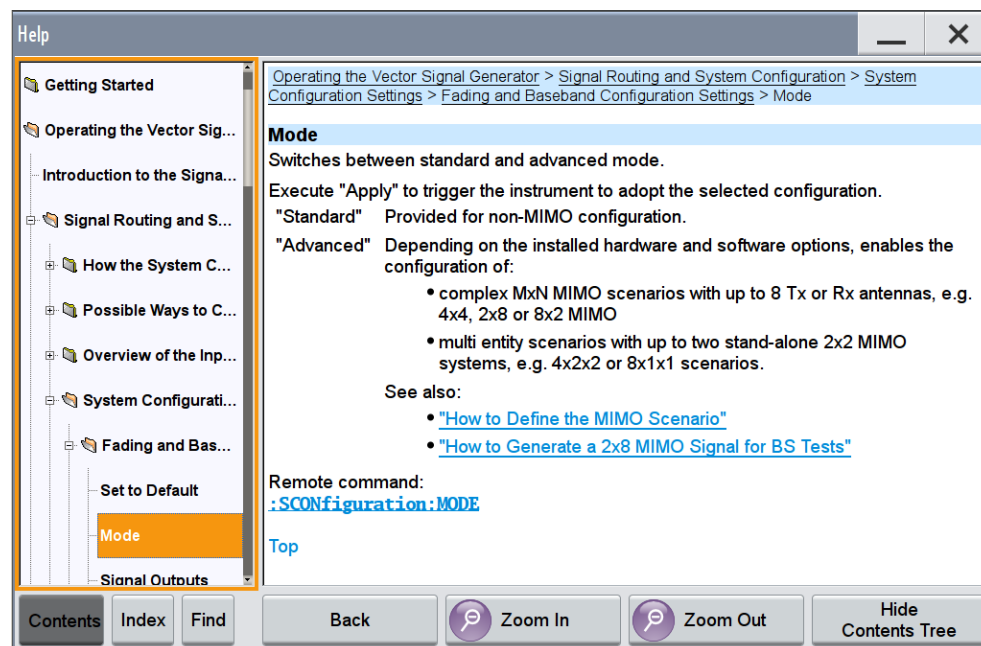 Help
Getting Started
Operating the Vector Sig...
Introduction to the Signa...
Signal Routing and S...
How the System C...
Possible Ways to C...
Overview of the Inp...
System Configurati...
Fading and Bas...
Set to Default
Mode
Signal Outputs
Operating the Vector Signal Generator > Signal Routing and System Configuration > System
Configuration Settings > Fading and Baseband Configuration Settings > Mode
Mode
Switches between standard and advanced mode.
Execute "Apply" to trigger the instrument to adopt the selected configuration.
"Standard" Provided for non-MIMO configuration.
"Advanced" Depending on the installed hardware and software options, enables the
configuration of:
• complex MxN MIMO scenarios with up to 8 Tx or Rx antennas, e.g.
4x4, 2x8 or 8x2 MIMO
• multi entity scenarios with up to two stand-alone 2x2 MIMO
systems, e.g. 4x2x2 or 8x1x1 scenarios.
See also:
• "How to Define the MIMO Scenario"
• "How to Generate a 2x8 MIMO Signal for BS Tests"
Remote command:
:SCONfiguration:MODE
Top
Contents Index Find Back Zoom In Zoom Out Hide
Contents Tree